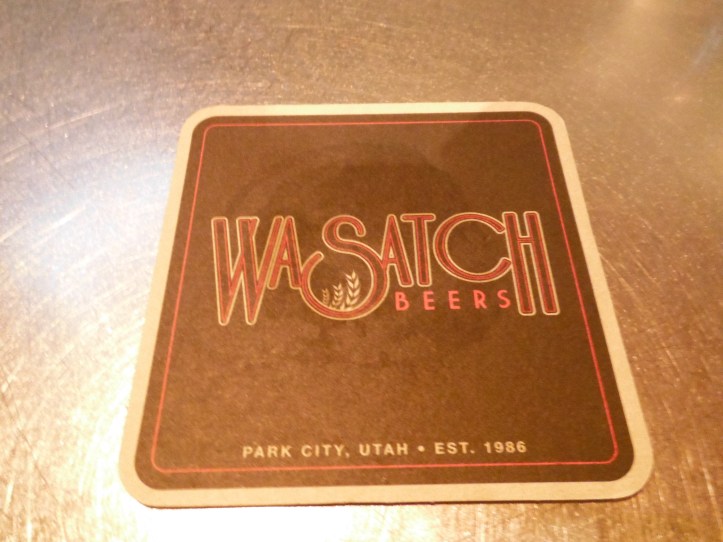 WASATCH
BEERS
PARK CITY, UTAH • EST. 1986